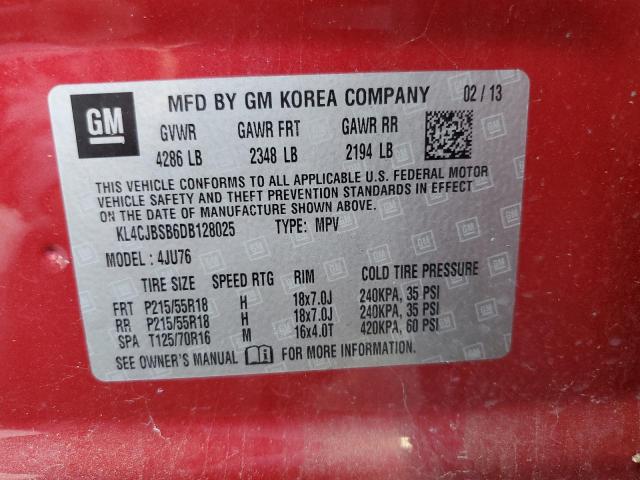 GM
MFD BY GM KOREA COMPANY 02 / 13
GVWR GAWR FRT GAWR RR
4286 LB 2348 LB 2194 LB
THIS VEHICLE CONFORMS TO ALL APPLICABLE U.S. FEDERAL MOTOR
VEHICLE SAFETY AND THEFT PREVENTION STANDARDS IN EFFECT
ON THE DATE OF MANUFACTURE SHOWN ABOVE.
KL4CJBSB6DB128025 TYPE: MPV
MODEL : 4JU76
TIRE SIZE SPEED RTG RIM COLD TIRE PRESSURE
FRT P215/55R18 H 18x7.0J 240KPA, 35 PSI
RR P215/55R18 H 18x7.0J 240KPA, 35 PSI
SPA T125/70R16 M 16x4.0T 420KPA, 60 PSI
SEE OWNER'S MANUAL FOR MORE INFORMATION.